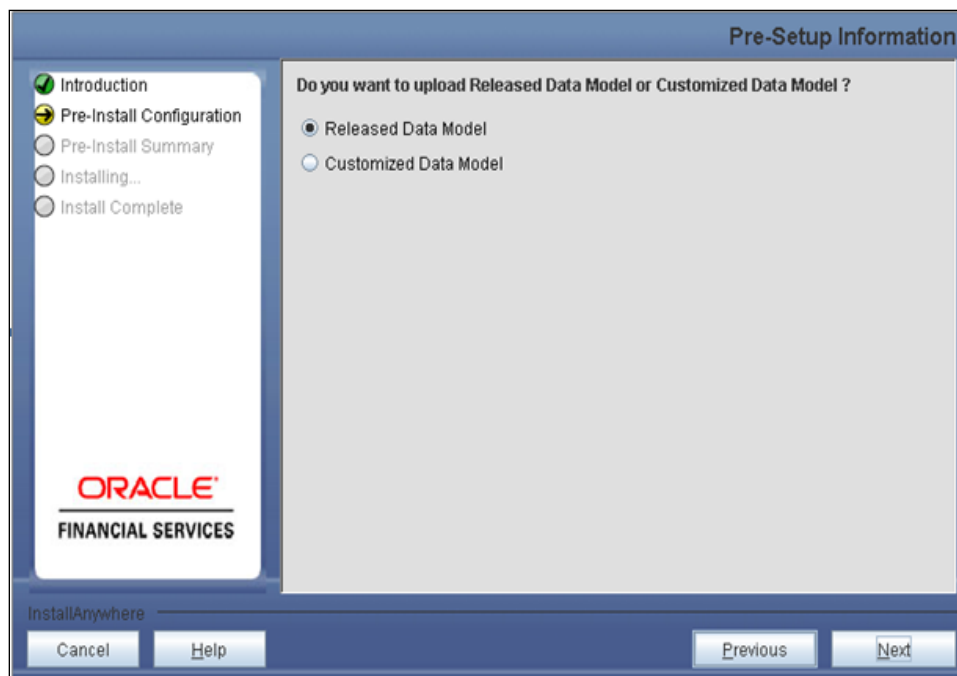 Pre-Setup Information
Introduction
Pre-Install Configuration
Pre-Install Summary
Installing...
Install Complete
Do you want to upload Released Data Model or Customized Data Model ?
Released Data Model
Customized Data Model
ORACLE
FINANCIAL SERVICES
InstallAnywhere
Cancel
Help
Previous
Next